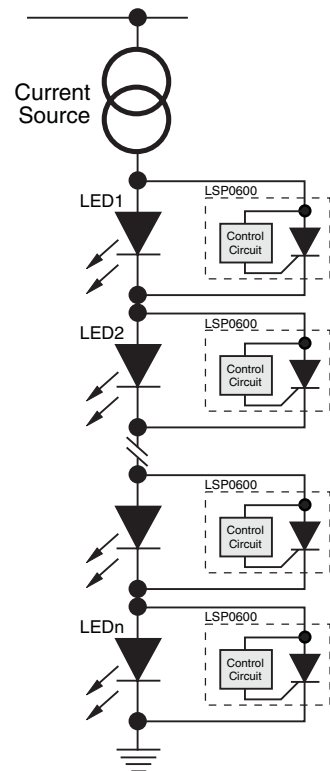 Current
Source
LED1
LSP0600
Control
Circuit
LED2
LSP0600
Control
Circuit
LSP0600
Control
Circuit
LEDn
LSP0600
Control
Circuit